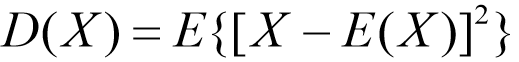 D(X) = E{[X − E(X)]²}